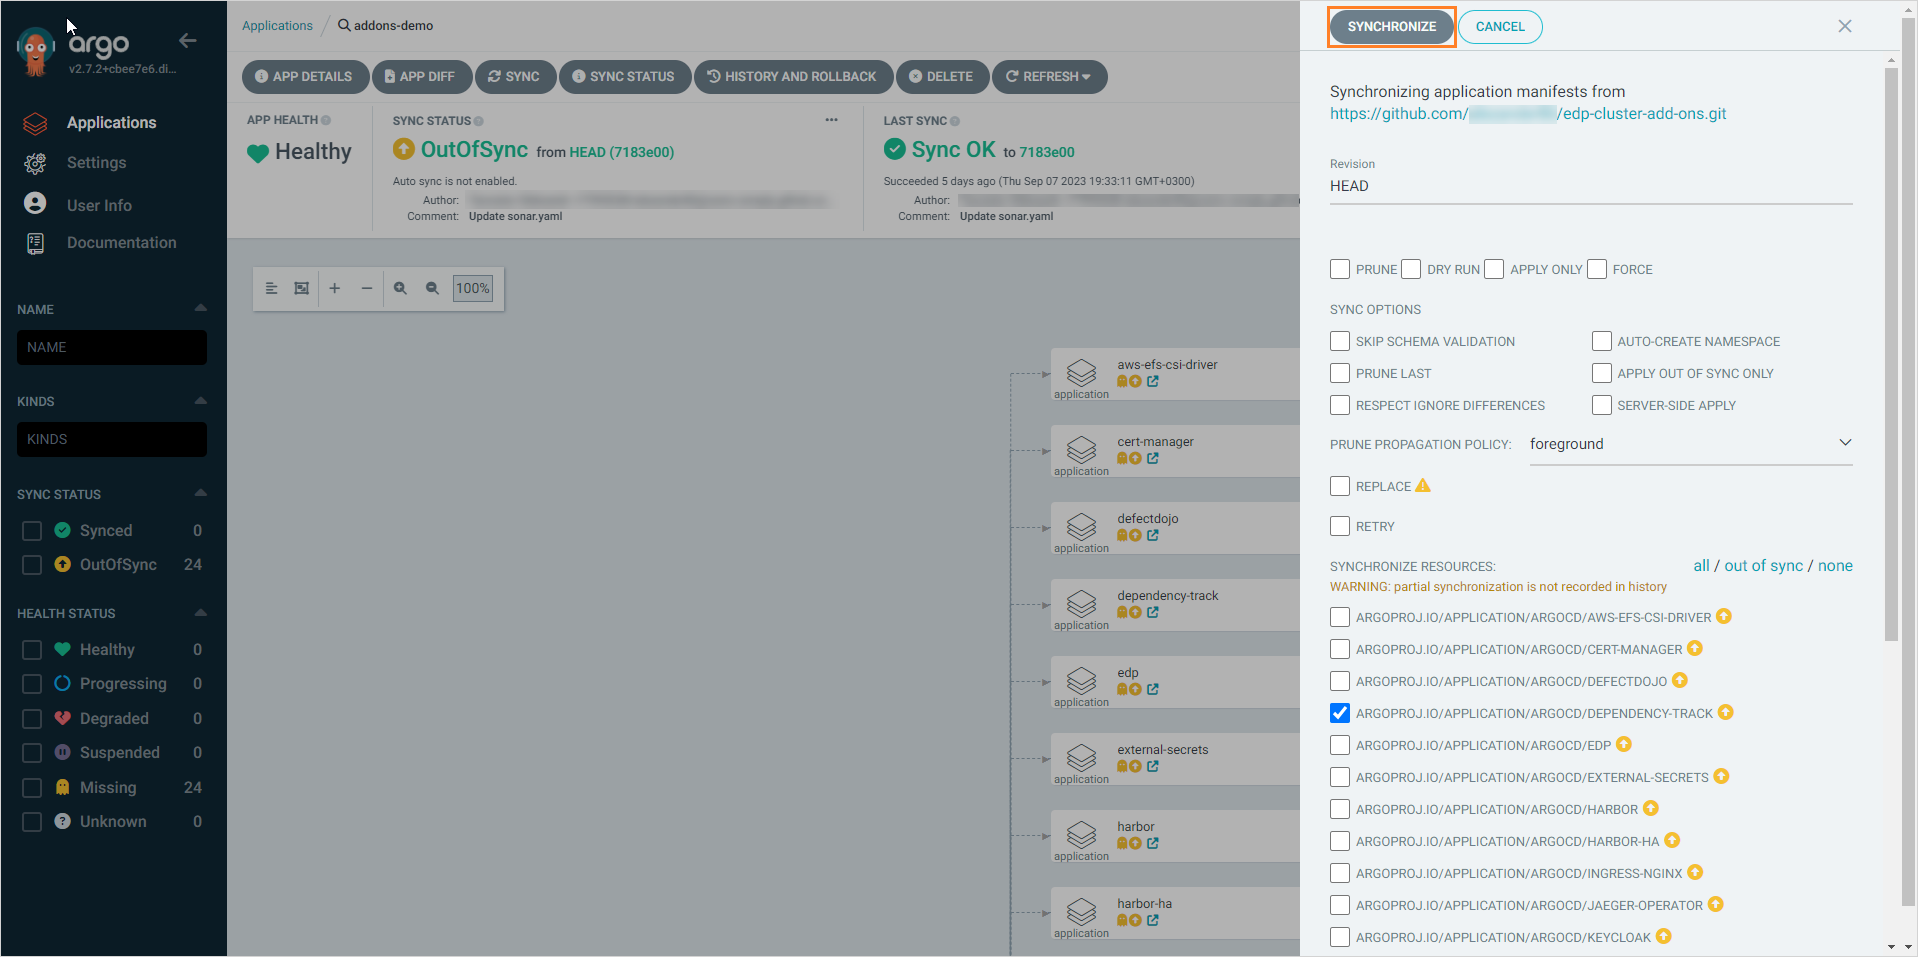 argo
v2.7.2+cbee7e6.di...
Applications
Settings
User Info
Documentation
NAME
NAME
KINDS
KINDS
SYNC STATUS
Synced 0
OutOfSync 24
HEALTH STATUS
Healthy 0
Progressing 0
Degraded 0
Suspended 0
Missing 24
Unknown 0
Applications / addons-demo
APP DETAILS APP DIFF SYNC SYNC STATUS HISTORY AND ROLLBACK DELETE REFRESH
APP HEALTH
Healthy
SYNC STATUS
OutOfSync from HEAD (7183e00)
Auto sync is not enabled.
Author:
Comment: Update sonar.yaml
LAST SYNC
Sync OK to 7183e00
Succeeded 5 days ago (Thu Sep 07 2023 19:33:11 GMT+0300)
Author:
Comment: Update sonar.yaml
100%
aws-efs-csi-driver
application
cert-manager
application
defectdojo
application
dependency-track
application
edp
application
external-secrets
application
harbor
application
harbor-ha
application
SYNCHRONIZE CANCEL
Synchronizing application manifests from
https://github.com/ /edp-cluster-add-ons.git
Revision
HEAD
PRUNE DRY RUN APPLY ONLY FORCE
SYNC OPTIONS
SKIP SCHEMA VALIDATION AUTO-CREATE NAMESPACE
PRUNE LAST APPLY OUT OF SYNC ONLY
RESPECT IGNORE DIFFERENCES SERVER-SIDE APPLY
PRUNE PROPAGATION POLICY: foreground
REPLACE
RETRY
SYNCHRONIZE RESOURCES: all / out of sync / none
WARNING: partial synchronization is not recorded in history
ARGOPROJ.IO/APPLICATION/ARGOCD/AWS-EFS-CSI-DRIVER
ARGOPROJ.IO/APPLICATION/ARGOCD/CERT-MANAGER
ARGOPROJ.IO/APPLICATION/ARGOCD/DEFECTDOJO
ARGOPROJ.IO/APPLICATION/ARGOCD/DEPENDENCY-TRACK
ARGOPROJ.IO/APPLICATION/ARGOCD/EDP
ARGOPROJ.IO/APPLICATION/ARGOCD/EXTERNAL-SECRETS
ARGOPROJ.IO/APPLICATION/ARGOCD/HARBOR
ARGOPROJ.IO/APPLICATION/ARGOCD/HARBOR-HA
ARGOPROJ.IO/APPLICATION/ARGOCD/INGRESS-NGINX
ARGOPROJ.IO/APPLICATION/ARGOCD/JAEGER-OPERATOR
ARGOPROJ.IO/APPLICATION/ARGOCD/KEYCLOAK